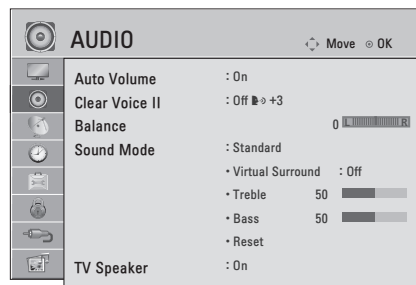 AUDIO
Move OK
Auto Volume : On
Clear Voice II : Off +3
Balance 0 L R
Sound Mode : Standard
• Virtual Surround : Off
• Treble 50
• Bass 50
• Reset
TV Speaker : On